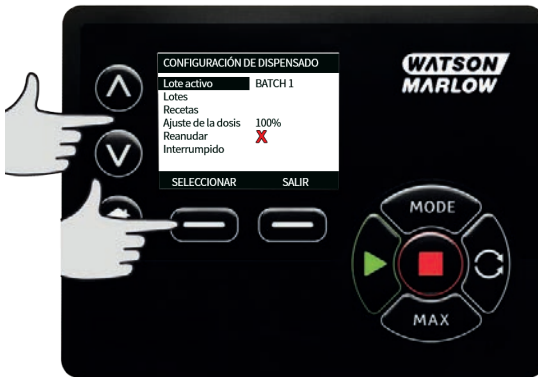 CONFIGURACIÓN DE DISPENSADO
Lote activo BATCH 1
Lotes
Recetas
Ajuste de la dosis 100%
Reanudar X
Interrumpido
SELECCIONAR SALIR
WATSON
MARLOW
MODE
MAX